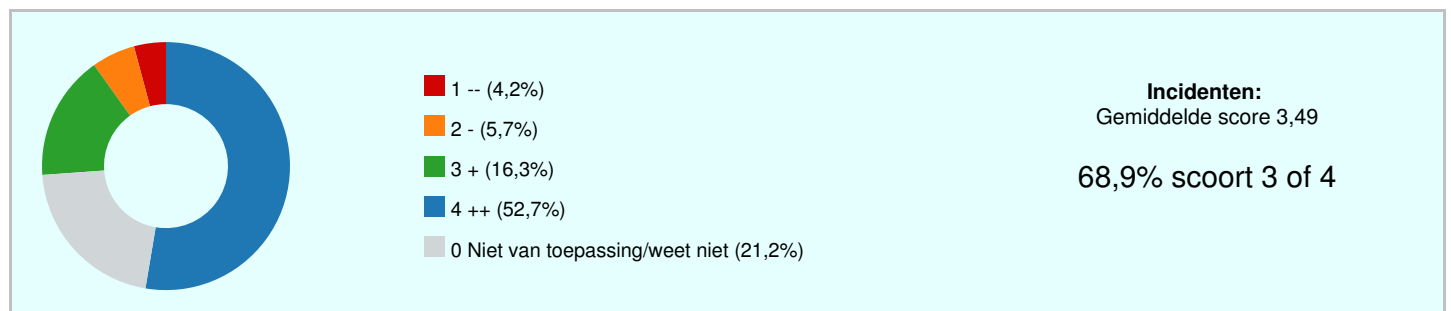 1 -- (4,2%)
2 - (5,7%)
3 + (16,3%)
4 ++ (52,7%)
0 Niet van toepassing/weet niet (21,2%)
Incidenten:
Gemiddelde score 3,49
68,9% scoort 3 of 4